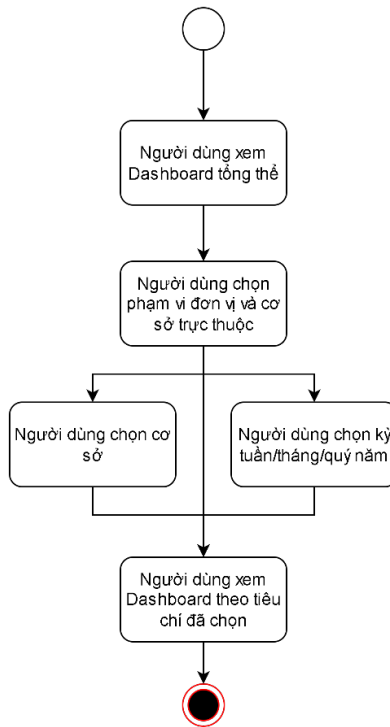 Người dùng xem
Dashboard tổng thể
Người dùng chọn
phạm vi đơn vị và cơ
sở trực thuộc
Người dùng chọn cơ
sở
Người dùng chọn kỳ
tuần/tháng/quý năm
Người dùng xem
Dashboard theo tiêu
chí đã chọn